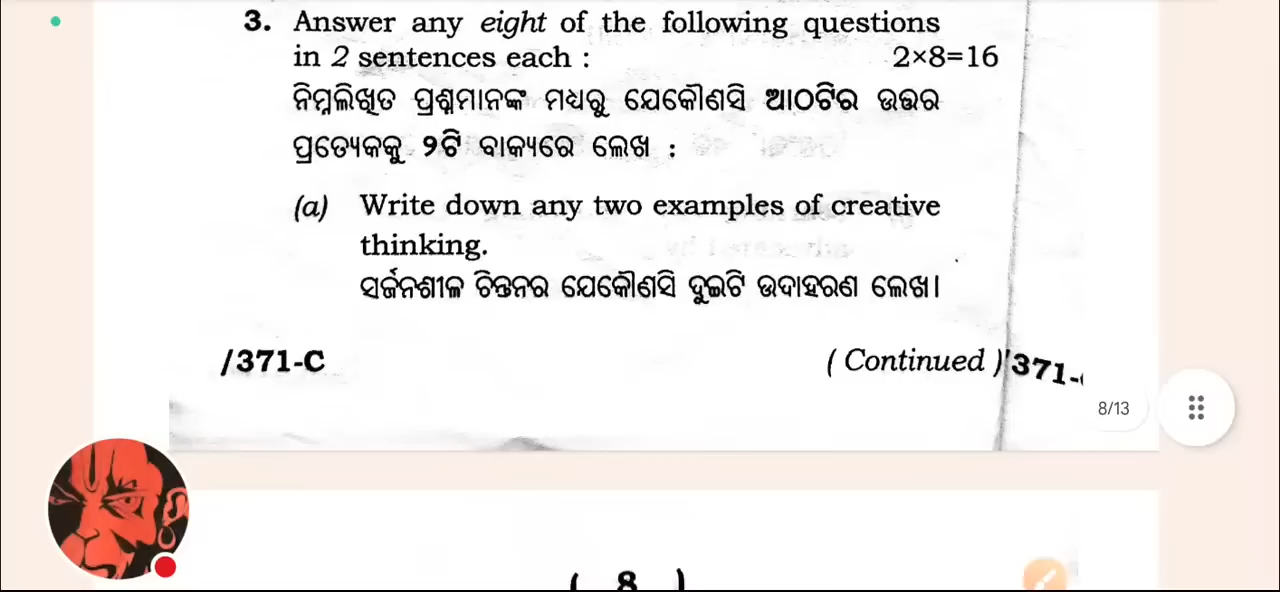 3. Answer any eight of the following questions
in 2 sentences each : 2×8=16
ନିମ୍ନଲିଖିତ ପ୍ରଶ୍ନମାନଙ୍କ ମଧ୍ୟରୁ ଯେକୌଣସି ଆଠଟିର ଉତ୍ତର
ପ୍ରତ୍ୟେକକୁ ୨ଟି ବାକ୍ୟରେ ଲେଖ :
(a) Write down any two examples of creative
thinking.
ସର୍ଜନଶୀଳ ଚିନ୍ତନର ଯେକୌଣସି ଦୁଇଟି ଉଦାହରଣ ଲେଖ।
/371-C ( Continued ) /371-
8/13
( 8 )